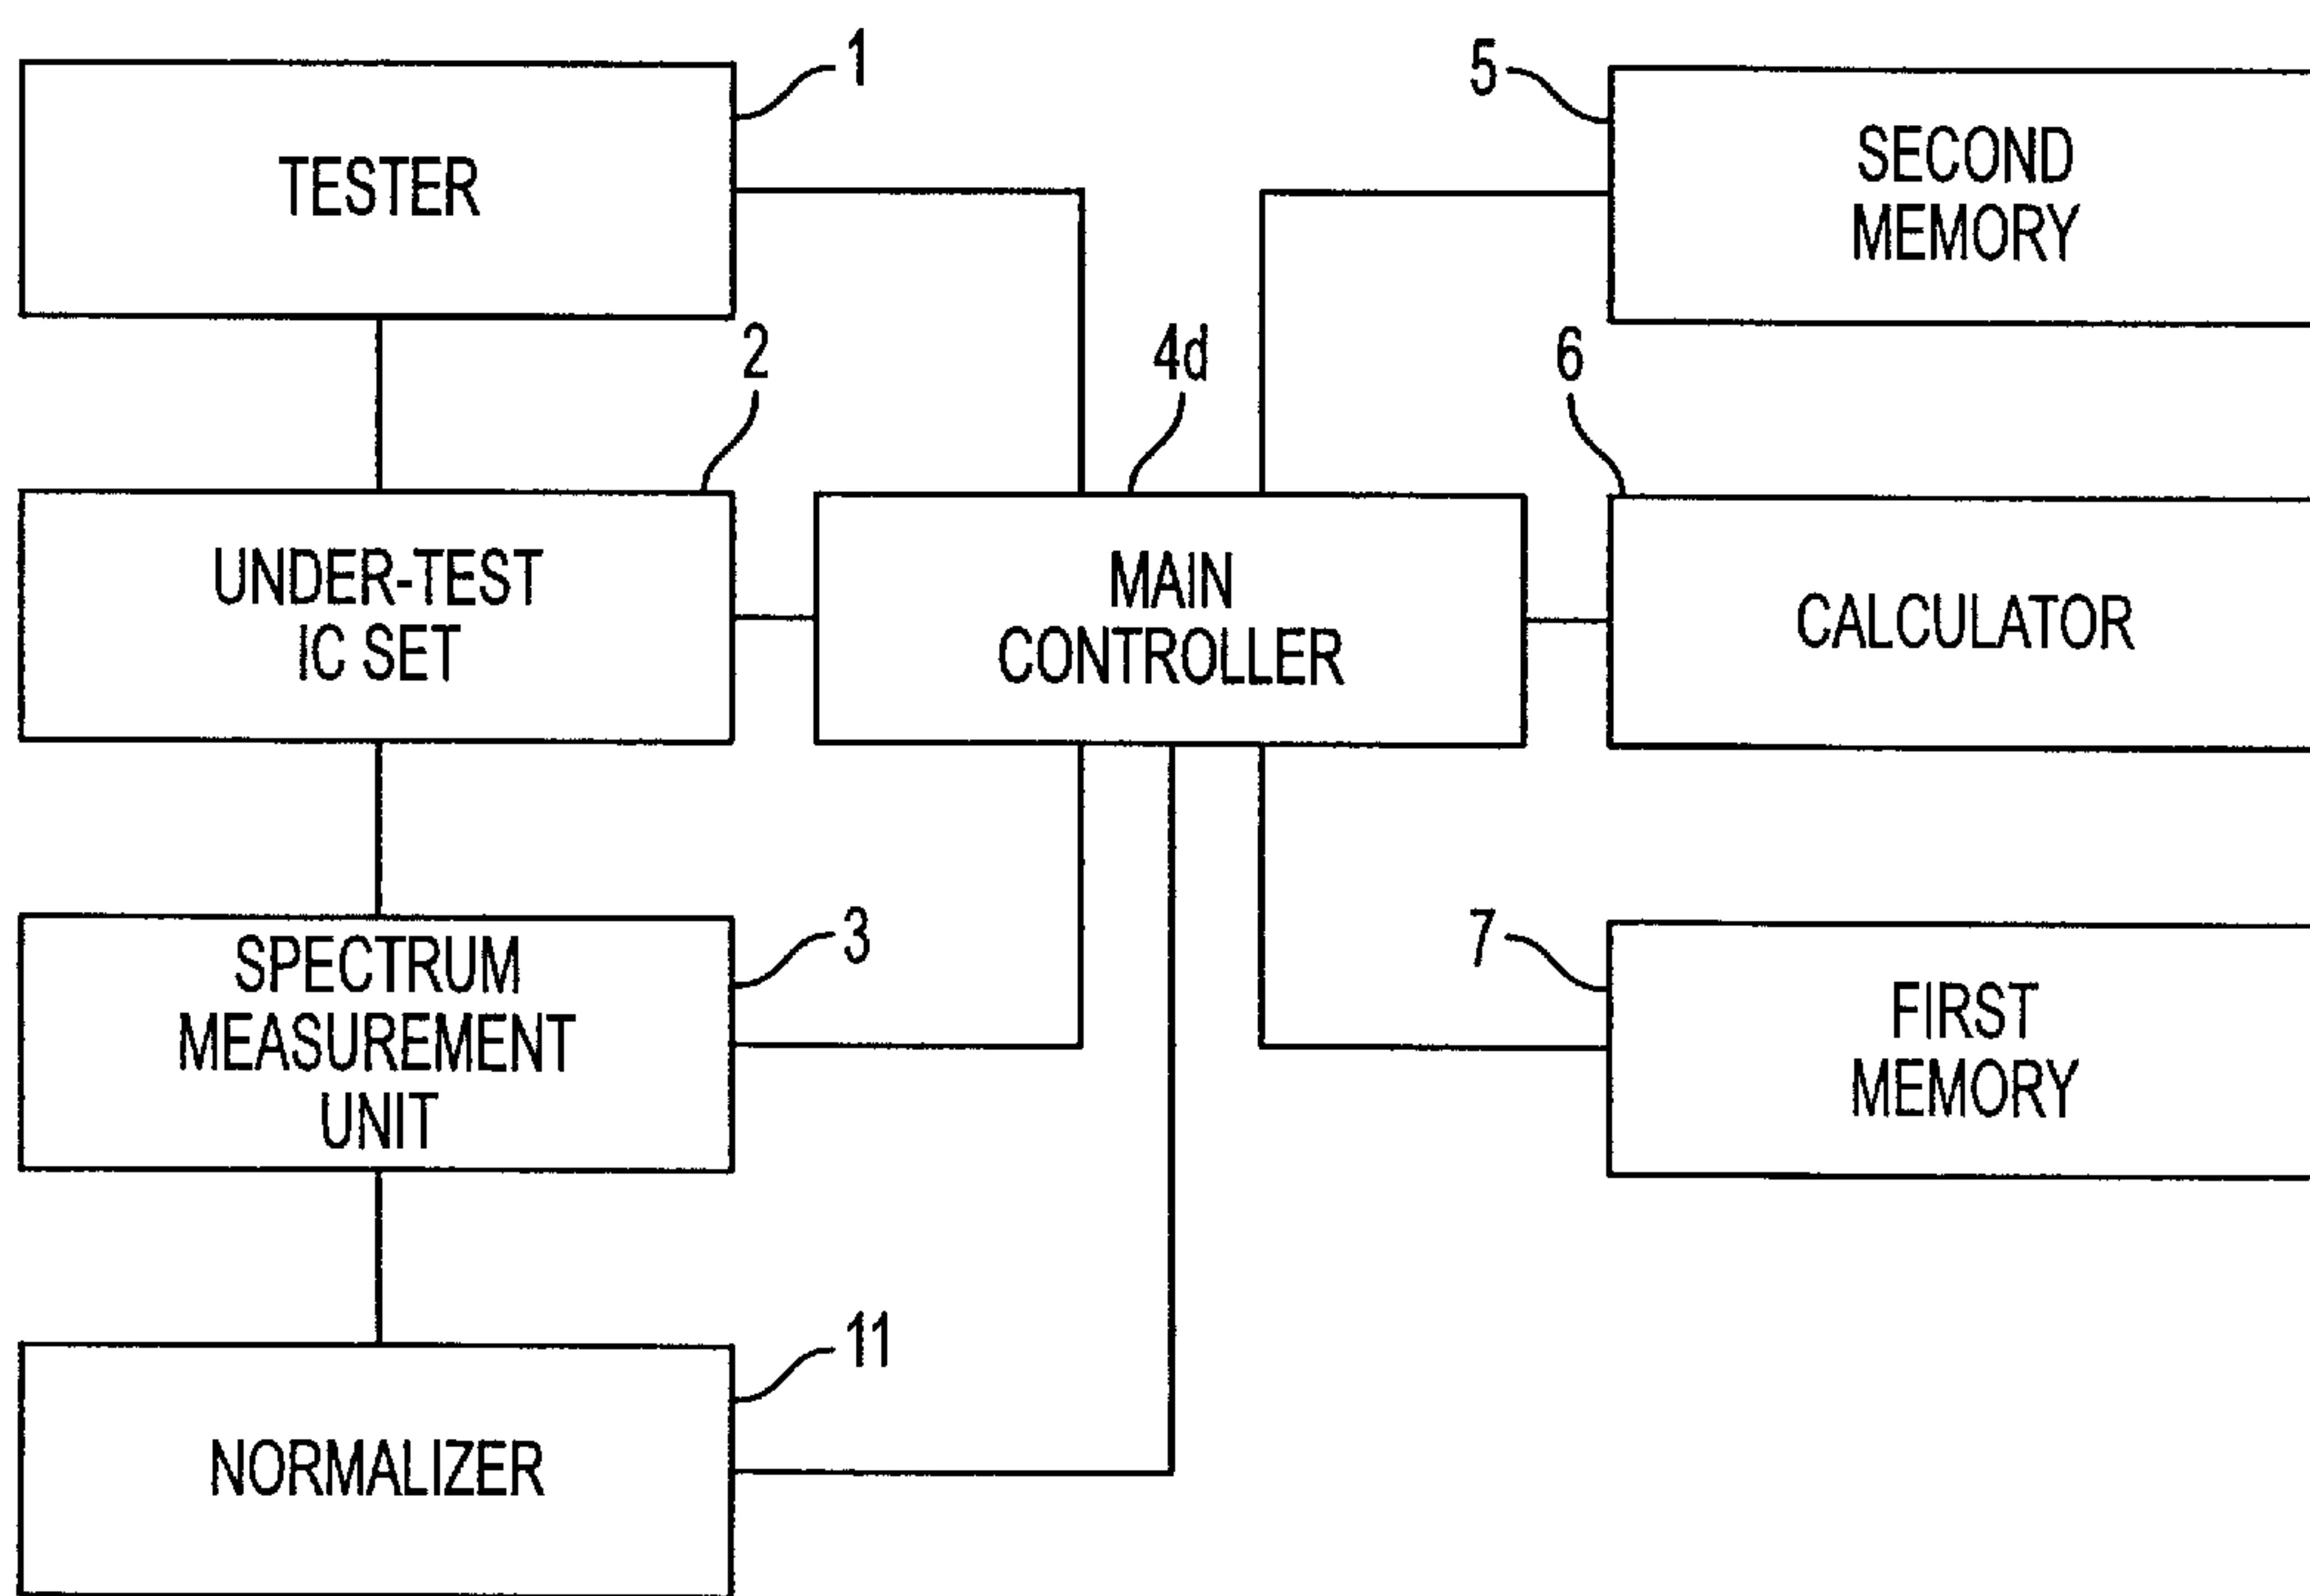 1
TESTER
5
SECOND
MEMORY
2
UNDER-TEST
IC SET
4d
MAIN
CONTROLLER
6
CALCULATOR
3
SPECTRUM
MEASUREMENT
UNIT
7
FIRST
MEMORY
11
NORMALIZER